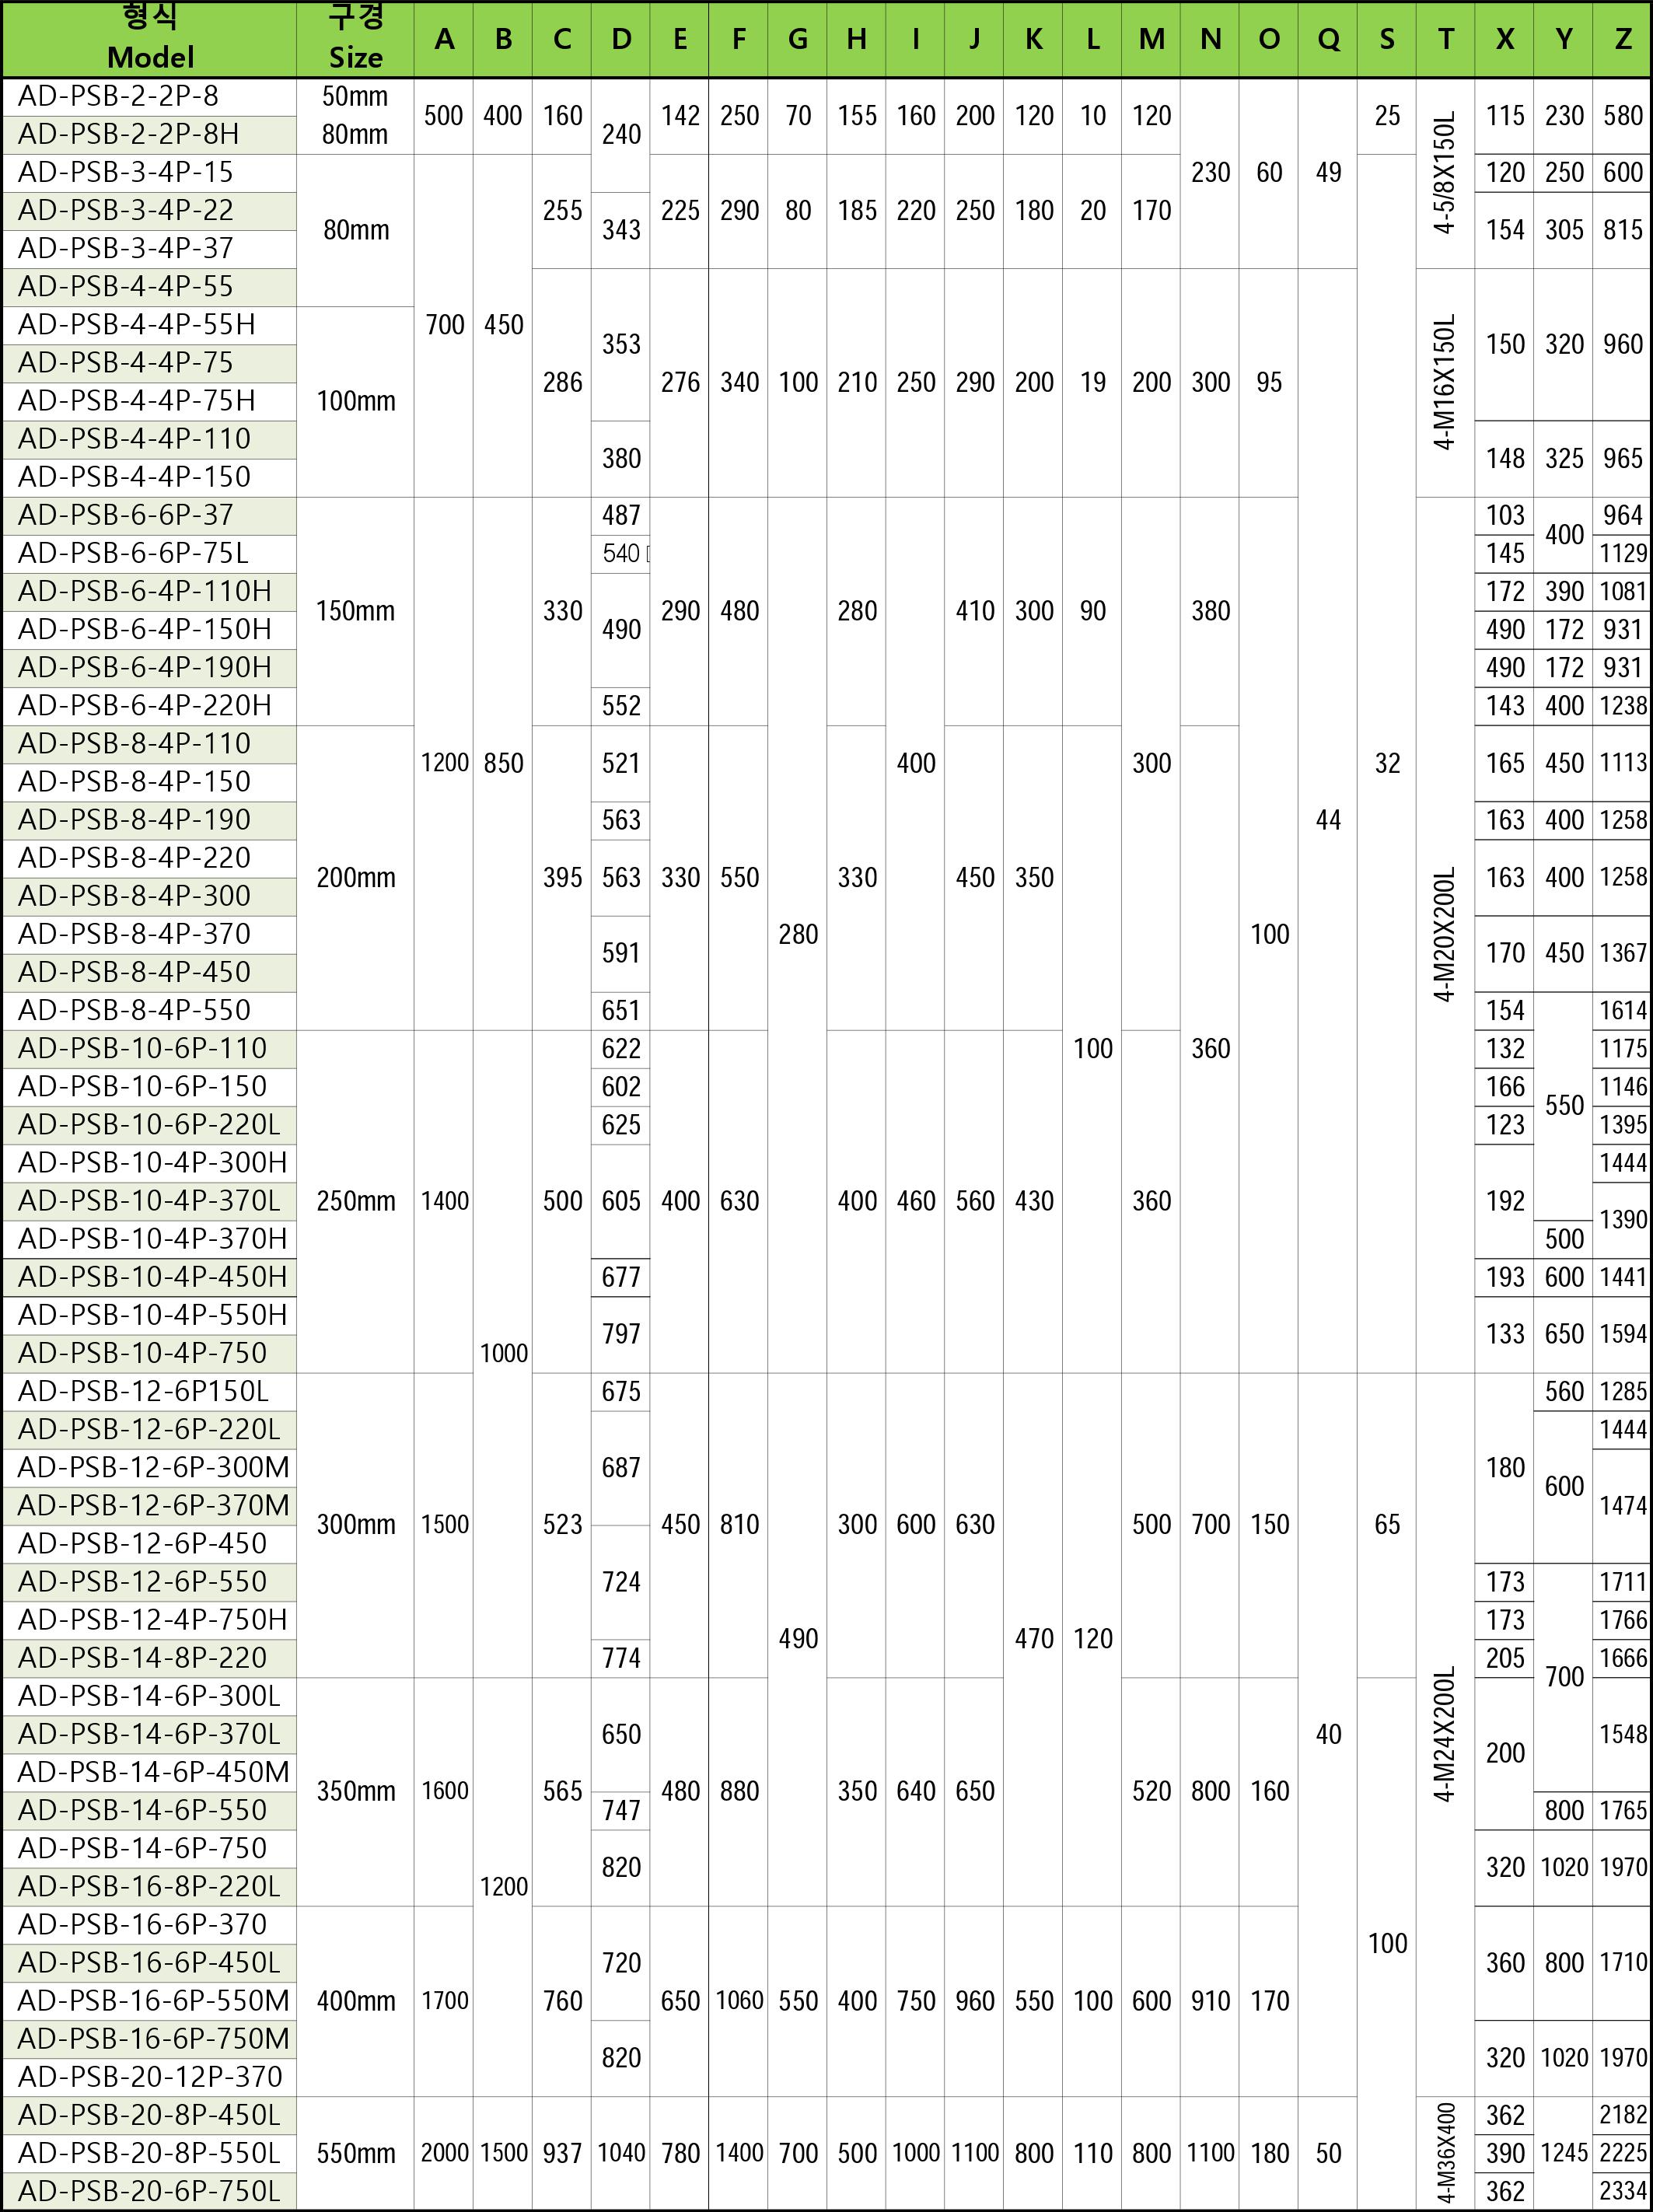 형식 구경 A B C D E F G H I J K L M N O Q S T X Y Z
Model Size
AD-PSB-2-2P-8 50mm 500 400 160 240 142 250 70 155 160 200 120 10 120 230 60 49 25 4-5/8X150L 115 230 580
AD-PSB-2-2P-8H 80mm
AD-PSB-3-4P-15 80mm 700 450 255 225 290 80 185 220 250 180 20 170 32 120 250 600
AD-PSB-3-4P-22 343 154 305 815
AD-PSB-3-4P-37
AD-PSB-4-4P-55 286 353 276 340 100 210 250 290 200 19 200 300 95 44 4-M16X150L 150 320 960
AD-PSB-4-4P-55H 100mm
AD-PSB-4-4P-75
AD-PSB-4-4P-75H
AD-PSB-4-4P-110 380 148 325 965
AD-PSB-4-4P-150
AD-PSB-6-6P-37 150mm 1200 850 330 487 290 480 280 280 400 410 300 90 300 380 100 4-M20X200L 103 400 964
AD-PSB-6-6P-75L 540 145 1129
AD-PSB-6-4P-110H 490 172 390 1081
AD-PSB-6-4P-150H 490 172 931
AD-PSB-6-4P-190H 490 172 931
AD-PSB-6-4P-220H 552 143 400 1238
AD-PSB-8-4P-110 200mm 395 521 330 550 330 450 350 100 360 165 450 1113
AD-PSB-8-4P-150
AD-PSB-8-4P-190 563 163 400 1258
AD-PSB-8-4P-220 563 163 400 1258
AD-PSB-8-4P-300
AD-PSB-8-4P-370 591 170 450 1367
AD-PSB-8-4P-450
AD-PSB-8-4P-550 651 154 550 1614
AD-PSB-10-6P-110 250mm 1400 1000 500 622 400 630 400 460 560 430 360 132 1175
AD-PSB-10-6P-150 602 166 1146
AD-PSB-10-6P-220L 625 123 1395
AD-PSB-10-4P-300H 605 192 1444
AD-PSB-10-4P-370L 1390
AD-PSB-10-4P-370H 500
AD-PSB-10-4P-450H 677 193 600 1441
AD-PSB-10-4P-550H 797 133 650 1594
AD-PSB-10-4P-750
AD-PSB-12-6P150L 300mm 1500 523 675 450 810 490 300 600 630 470 120 500 700 150 40 65 4-M24X200L 180 560 1285
AD-PSB-12-6P-220L 687 600 1444
AD-PSB-12-6P-300M 1474
AD-PSB-12-6P-370M
AD-PSB-12-6P-450 724
AD-PSB-12-6P-550 173 700 1711
AD-PSB-12-4P-750H 173 1766
AD-PSB-14-8P-220 774 205 1666
AD-PSB-14-6P-300L 350mm 1600 1200 565 650 480 880 350 640 650 520 800 160 100 200 1548
AD-PSB-14-6P-370L
AD-PSB-14-6P-450M
AD-PSB-14-6P-550 747 800 1765
AD-PSB-14-6P-750 820 320 1020 1970
AD-PSB-16-8P-220L
AD-PSB-16-6P-370 400mm 1700 760 720 650 1060 550 400 750 960 550 100 600 910 170 360 800 1710
AD-PSB-16-6P-450L
AD-PSB-16-6P-550M
AD-PSB-16-6P-750M 820 320 1020 1970
AD-PSB-20-12P-370
AD-PSB-20-8P-450L 550mm 2000 1500 937 1040 780 1400 700 500 1000 1100 800 110 800 1100 180 50 4-M36X400 362 1245 2182
AD-PSB-20-8P-550L 390 2225
AD-PSB-20-6P-750L 362 2334